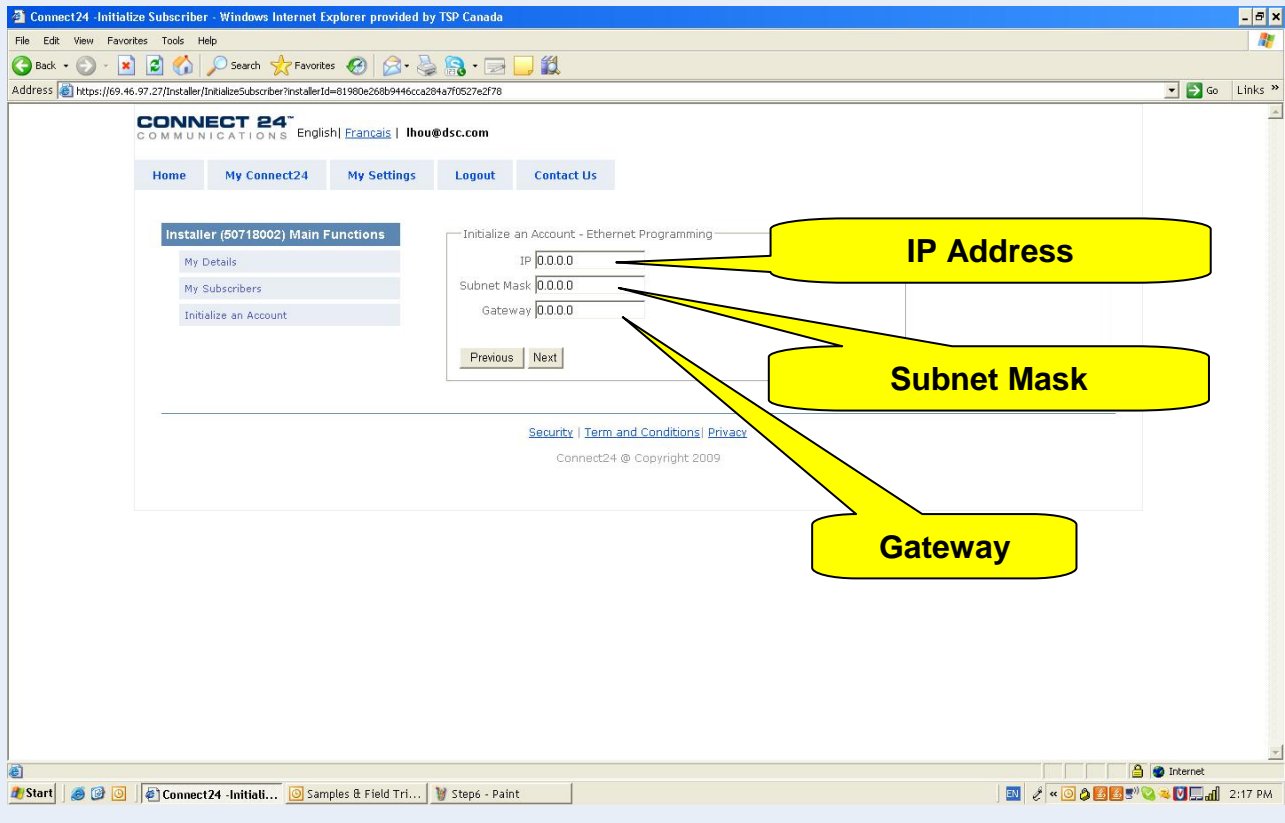 Connect24 -Initialize Subscriber - Windows Internet Explorer provided by TSP Canada
File Edit View Favorites Tools Help
Back Search Favorites
Address https://69.46.97.27/Installer/InitializeSubscriber?installerId=81980e268b9446cca284a7f0527e2f78 Go Links »
CONNECT 24™
COMMUNICATIONS English| Francais | lhou@dsc.com
Home My Connect24 My Settings Logout Contact Us
Installer (50718002) Main Functions
My Details
My Subscribers
Initialize an Account
Initialize an Account - Ethernet Programming
IP 0.0.0.0
Subnet Mask 0.0.0.0
Gateway 0.0.0.0
Previous Next
IP Address
Subnet Mask
Gateway
Security | Term and Conditions| Privacy
Connect24 @ Copyright 2009
Internet
Start Connect24 -Initiali... Samples & Field Tri... Step6 - Paint EN « 2:17 PM